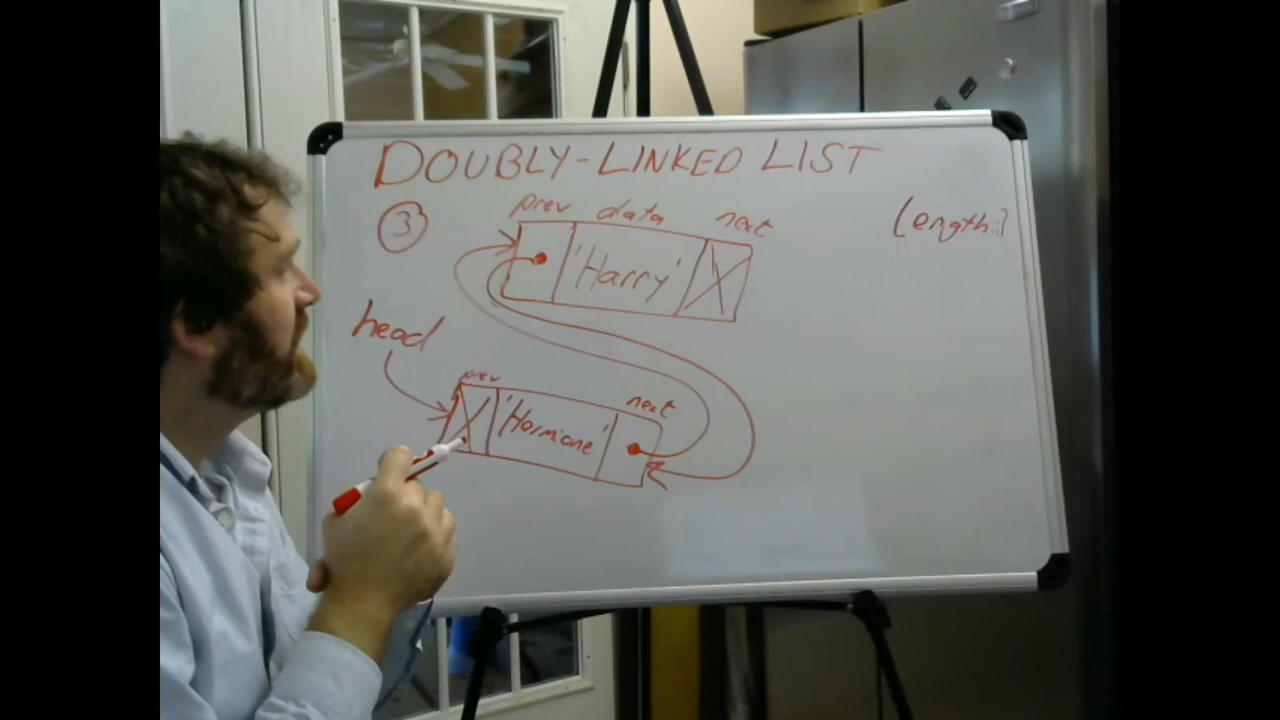 DOUBLY-LINKED LIST
3
prev data next
length:
'Harry'
head
prev
next
'Hermione'